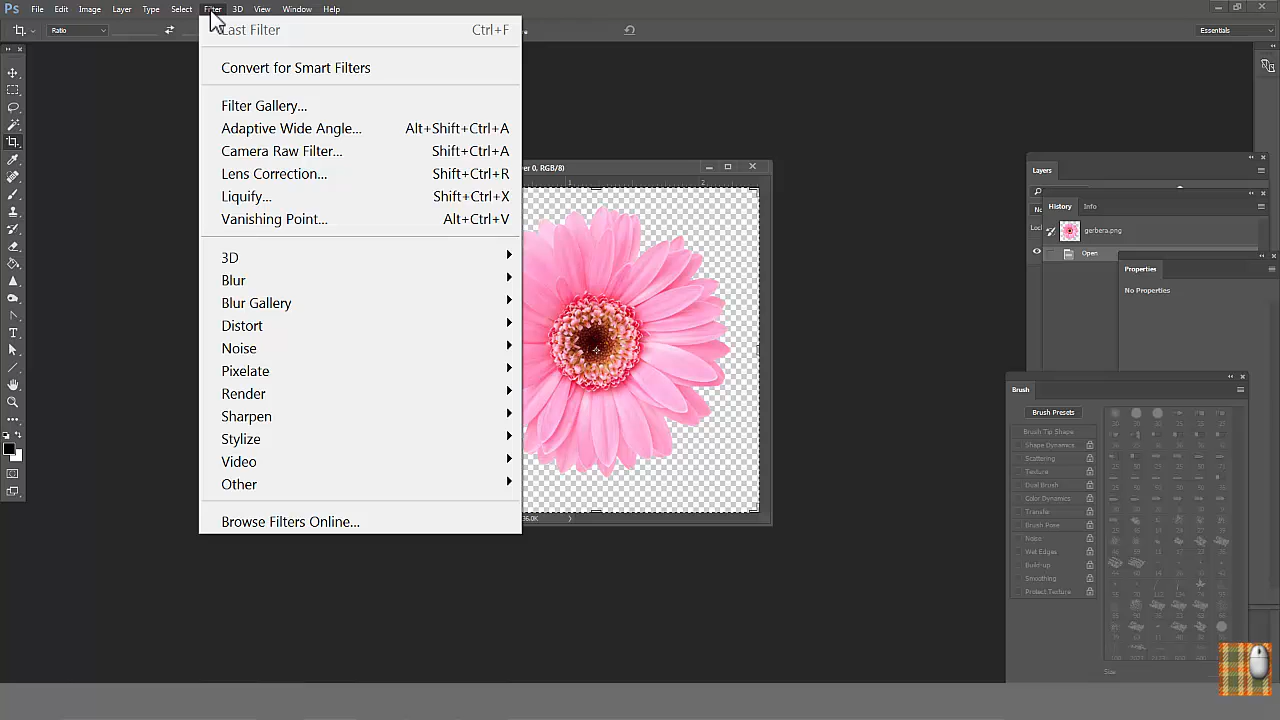 Ps File Edit Image Layer Type Select Filter 3D View Window Help
Ratio
Essentials
Last Filter Ctrl+F
Convert for Smart Filters
Filter Gallery...
Adaptive Wide Angle... Alt+Shift+Ctrl+A
Camera Raw Filter... Shift+Ctrl+A
Lens Correction... Shift+Ctrl+R
Liquify... Shift+Ctrl+X
Vanishing Point... Alt+Ctrl+V
3D
Blur
Blur Gallery
Distort
Noise
Pixelate
Render
Sharpen
Stylize
Video
Other
Browse Filters Online...
0, RGB/8)
1 2
Layers
History Info
gerbera.png
Open
Properties
No Properties
Brush
Brush Presets
Brush Tip Shape
Shape Dynamics
Scattering
Texture
Dual Brush
Color Dynamics
Transfer
Brush Pose
Noise
Wet Edges
Build-up
Smoothing
Protect Texture
Size